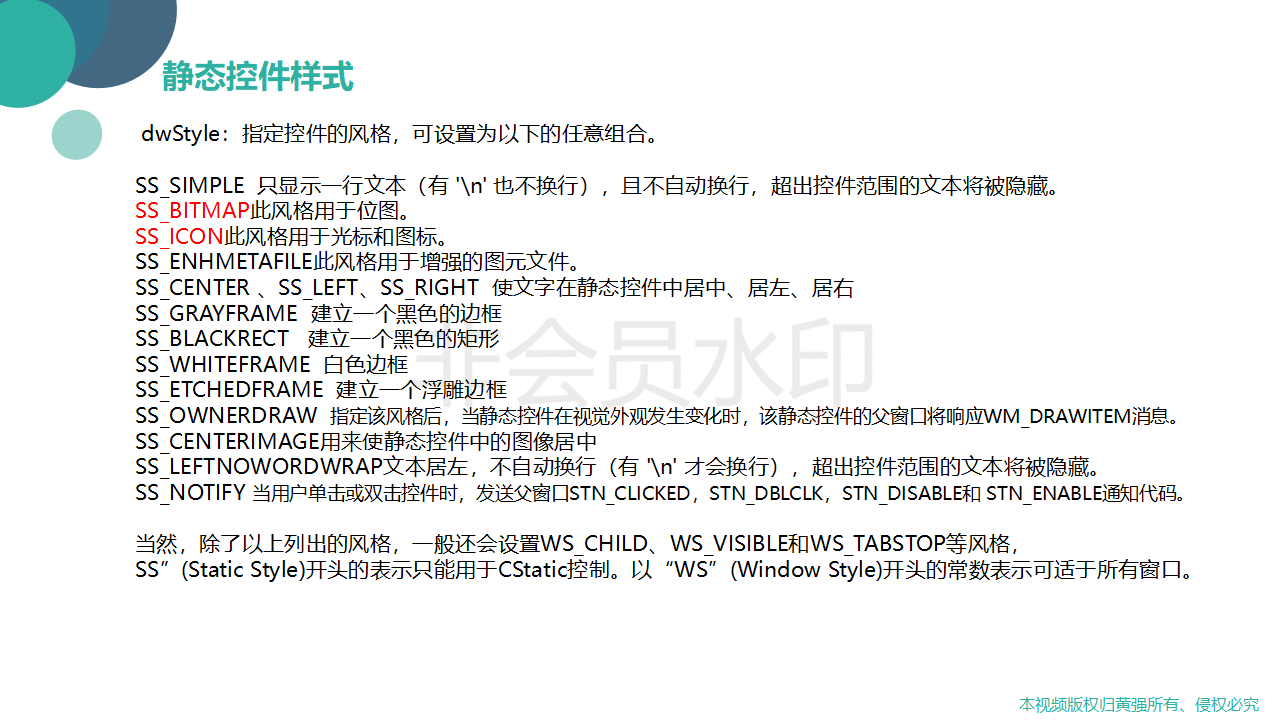 静态控件样式
dwStyle：指定控件的风格，可设置为以下的任意组合。
SS_SIMPLE 只显示一行文本（有 '\n' 也不换行），且不自动换行，超出控件范围的文本将被隐藏。
SS_BITMAP此风格用于位图。
SS_ICON此风格用于光标和图标。
SS_ENHMETAFILE此风格用于增强的图元文件。
SS_CENTER 、SS_LEFT、SS_RIGHT 使文字在静态控件中居中、居左、居右
SS_GRAYFRAME 建立一个黑色的边框
SS_BLACKRECT 建立一个黑色的矩形
SS_WHITEFRAME 白色边框
SS_ETCHEDFRAME 建立一个浮雕边框
SS_OWNERDRAW 指定该风格后，当静态控件在视觉外观发生变化时，该静态控件的父窗口将响应WM_DRAWITEM消息。
SS_CENTERIMAGE用来使静态控件中的图像居中
SS_LEFTNOWORDWRAP文本居左，不自动换行（有 '\n' 才会换行），超出控件范围的文本将被隐藏。
SS_NOTIFY 当用户单击或双击控件时，发送父窗口STN_CLICKED，STN_DBLCLK，STN_DISABLE和 STN_ENABLE通知代码。
当然，除了以上列出的风格，一般还会设置WS_CHILD、WS_VISIBLE和WS_TABSTOP等风格，
SS”(Static Style)开头的表示只能用于CStatic控制。以“WS”(Window Style)开头的常数表示可适于所有窗口。
非会员水印
本视频版权归黄强所有、侵权必究